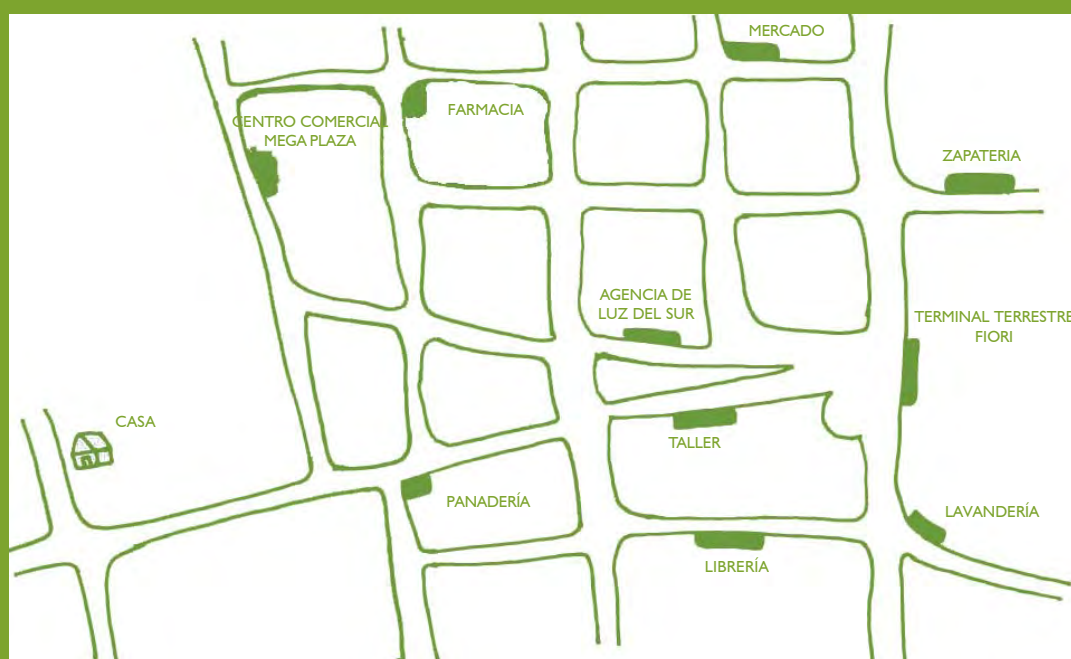 MERCADO
CENTRO COMERCIAL
MEGA PLAZA
FARMACIA
ZAPATERIA
AGENCIA DE
LUZ DEL SUR
TERMINAL TERRESTRE
FIORI
CASA
TALLER
PANADERÍA
LAVANDERÍA
LIBRERÍA